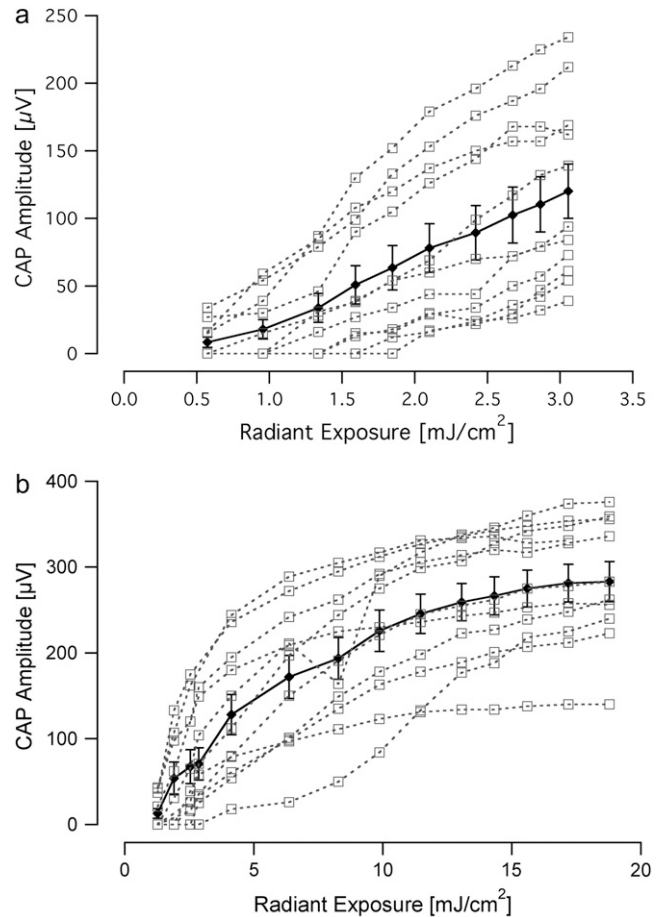 a
250
200
150
100
50
0
CAP Amplitude [µV]
0.0 0.5 1.0 1.5 2.0 2.5 3.0 3.5
Radiant Exposure [mJ/cm²]
b
400
300
200
100
0
CAP Amplitude [µV]
0 5 10 15 20
Radiant Exposure [mJ/cm²]